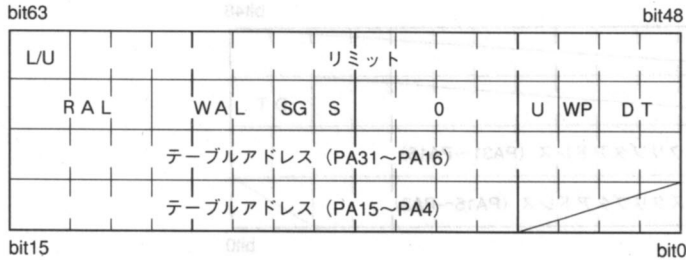 bit63 bit48
L/U リミット
RAL WAL SG S 0 U WP DT
テーブルアドレス (PA31~PA16)
テーブルアドレス (PA15~PA4)
bit15 bit0